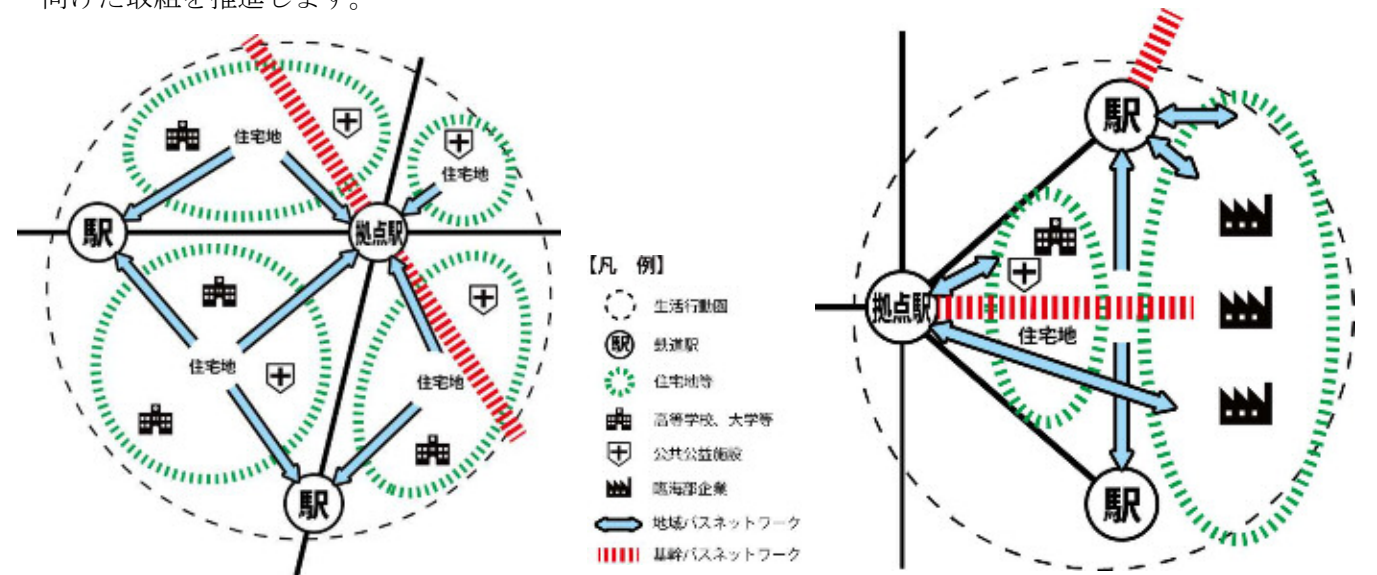 向けた取組を推進します。
住宅地
住宅地
駅
拠点駅
住宅地
住宅地
駅
【凡 例】
生活行動圏
駅
鉄道駅
住宅地等
高等学校、大学等
公共公益施設
臨海部企業
地域バスネットワーク
基幹バスネットワーク
駅
拠点駅
住宅地
駅